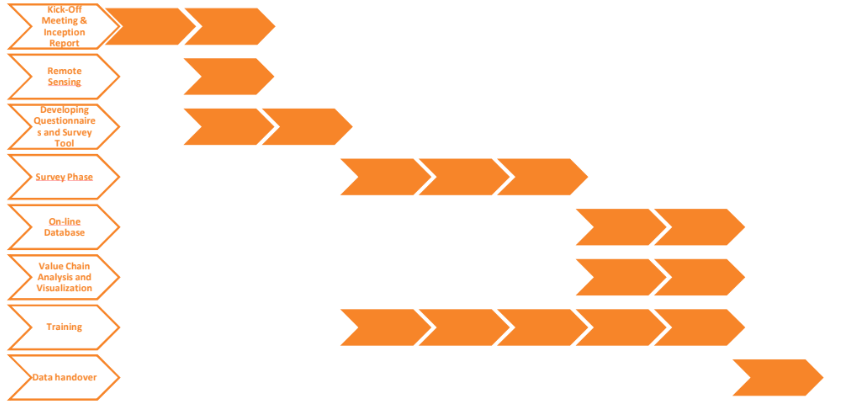 Kick-Off
Meeting &
Inception
Report
Remote
Sensing
Developing
Questionnaire
s and Survey
Tool
Survey Phase
On-line
Database
Value Chain
Analysis and
Visualization
Training
Data handover